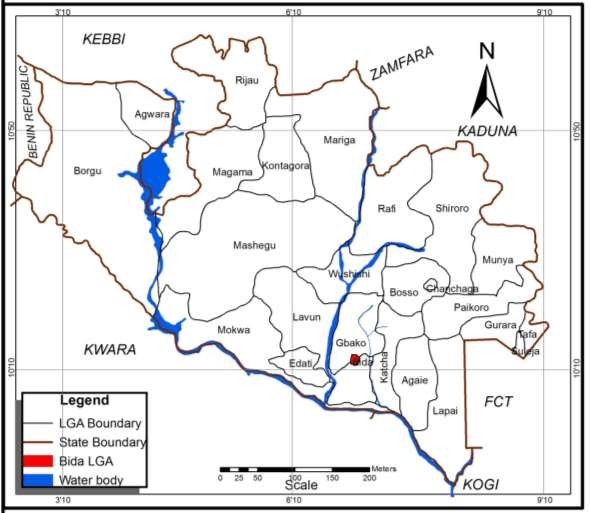 3'10
6'10
9'10
KEBBI
ZAMFARA
N
BENIN REPUBLIC
Rijau
Agwara
10'50
10'50
KADUNA
Mariga
Borgu
Magama
Kontagora
Rafi
Shiroro
Mashegu
Munya
Wushishi
Bosso
Chanchaga
Paikoro
Lavun
Mokwa
Gurara
Tafa
Suleja
KWARA
Gbako
Bida
Edati
Katcha
Agaie
10'10
10'10
Lapai
FCT
Legend
LGA Boundary
State Boundary
Bida LGA
Water body
Meters
0 25 50 100 150 200
Scale
KOGI
3'10
6'10
9'10